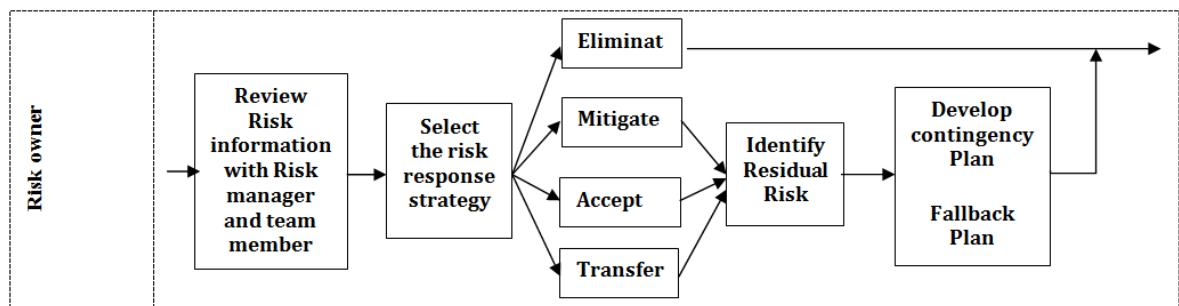 Risk owner
Review
Risk
information
with Risk
manager
and team
member
Select
the risk
response
strategy
Eliminat
Mitigate
Accept
Transfer
Identify
Residual
Risk
Develop
contingency
Plan
Fallback
Plan